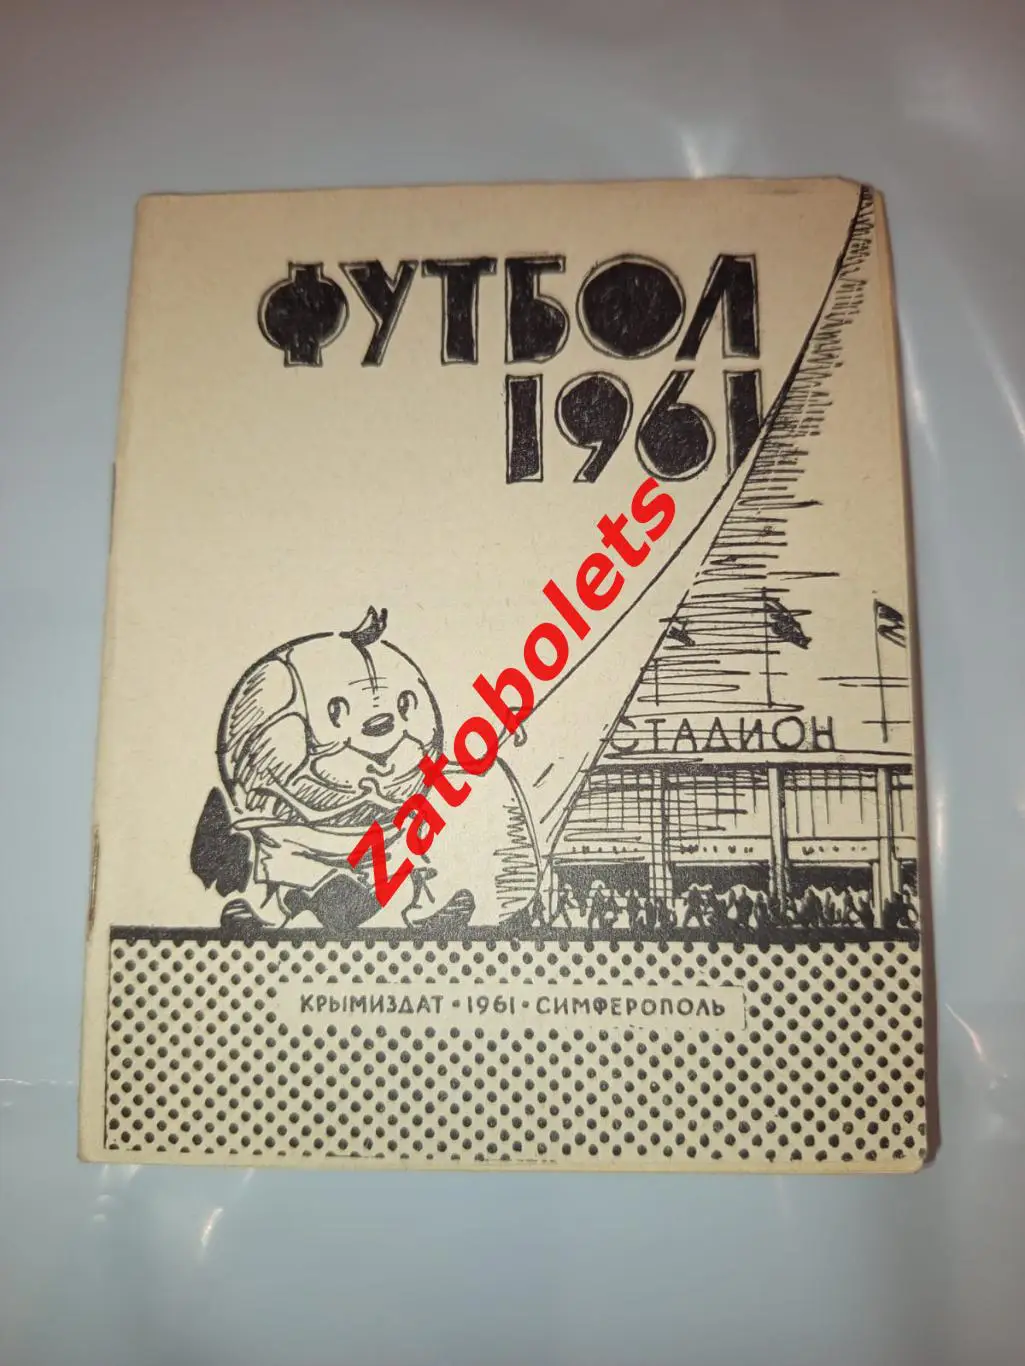 ФУТБОЛ
1961
Zatobolets
СТАДИОН
КРЫМИЗДАТ • 1961 • СИМФЕРОПОЛЬ